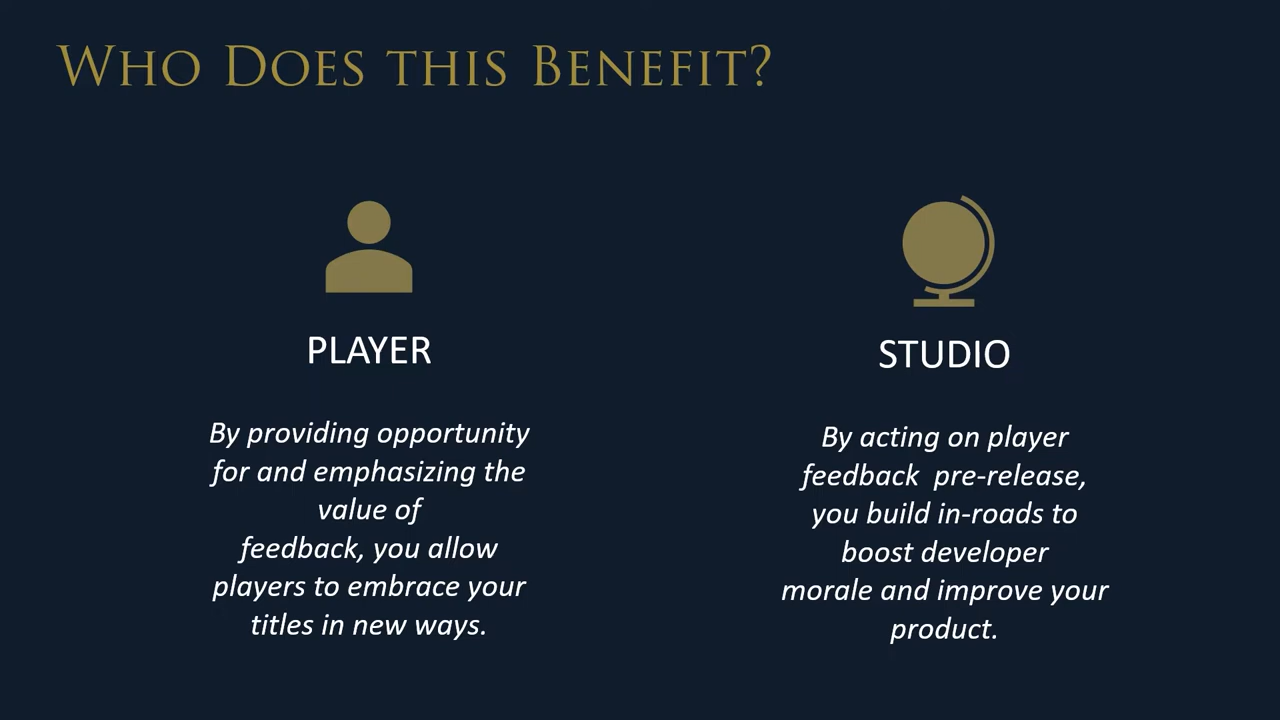 Who Does this Benefit?
PLAYER
By providing opportunity
for and emphasizing the
value of
feedback, you allow
players to embrace your
titles in new ways.
STUDIO
By acting on player
feedback  pre-release,
you build in-roads to
boost developer
morale and improve your
product.